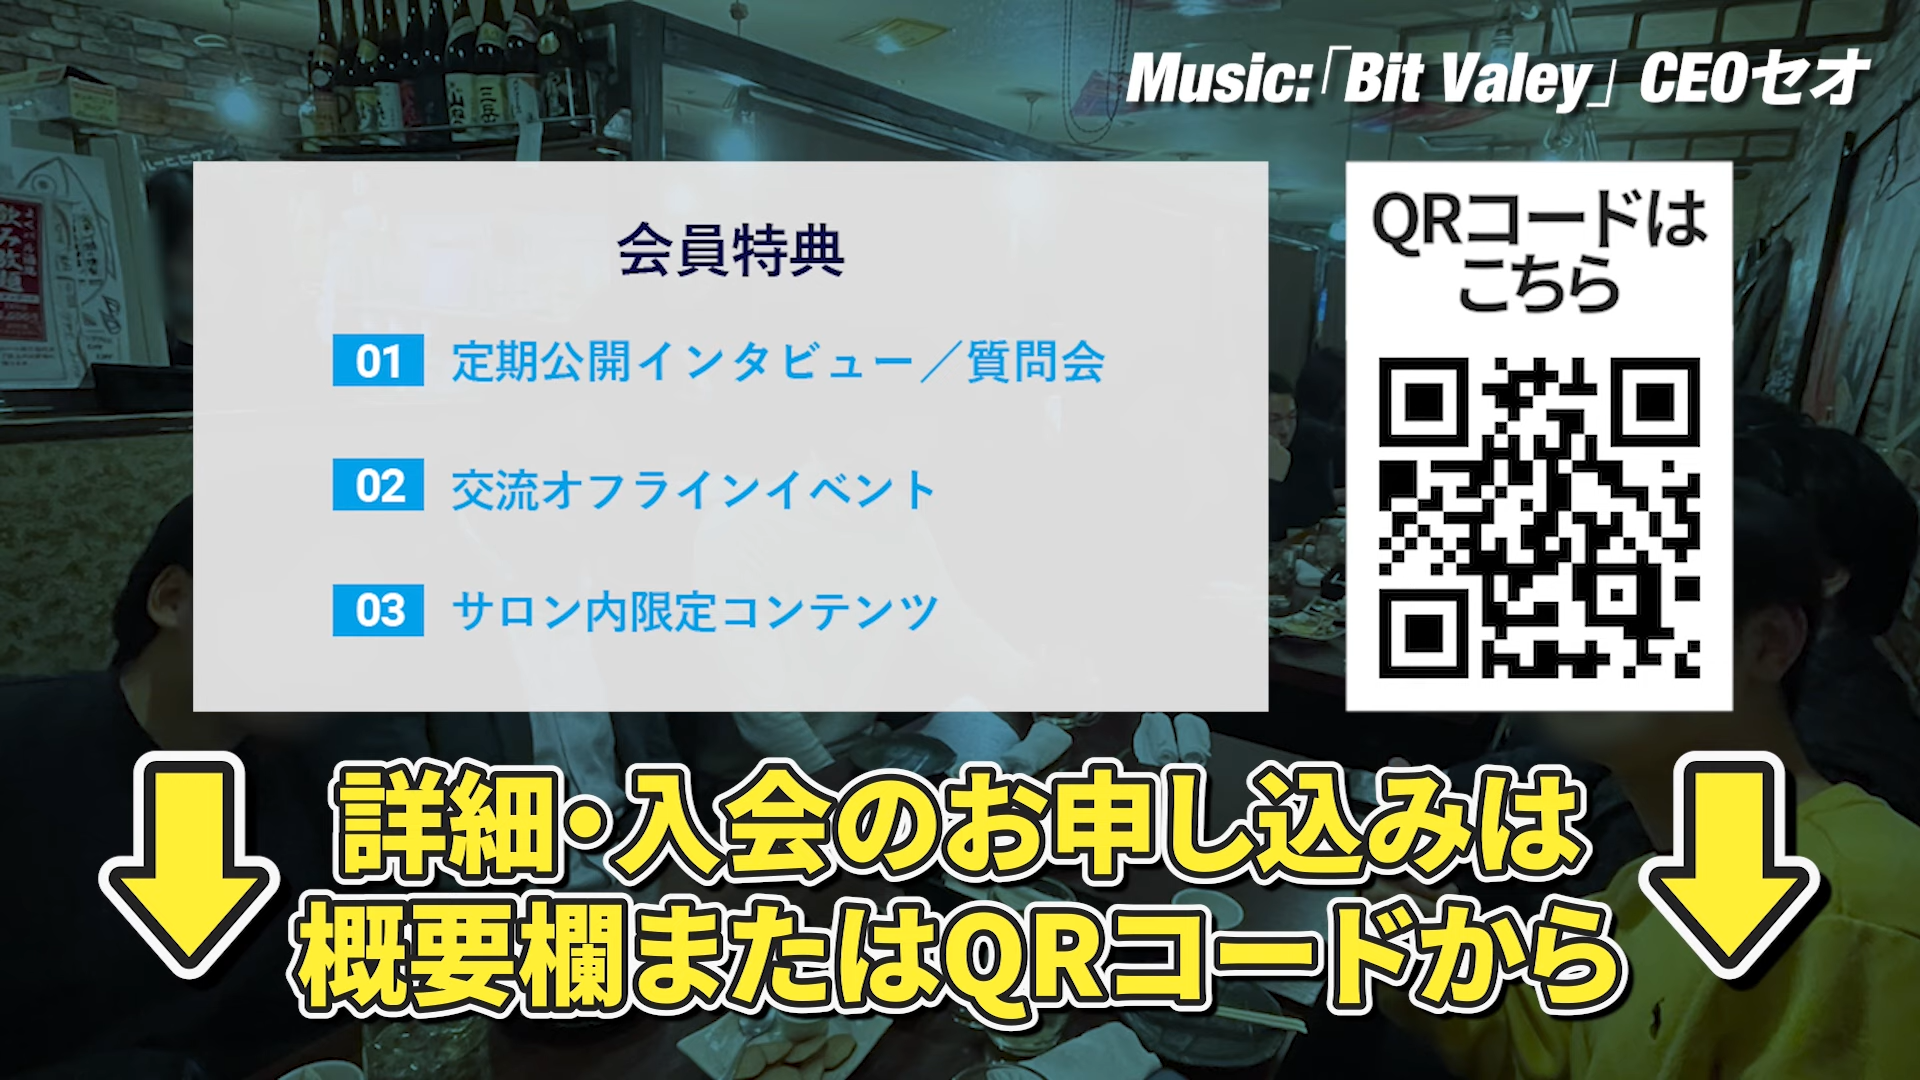 Music:「Bit Valey」 CEOセオ
会員特典
01 定期公開インタビュー／質問会
02 交流オフラインイベント
03 サロン内限定コンテンツ
QRコードは
こちら
詳細・入会のお申し込みは
概要欄またはQRコードから